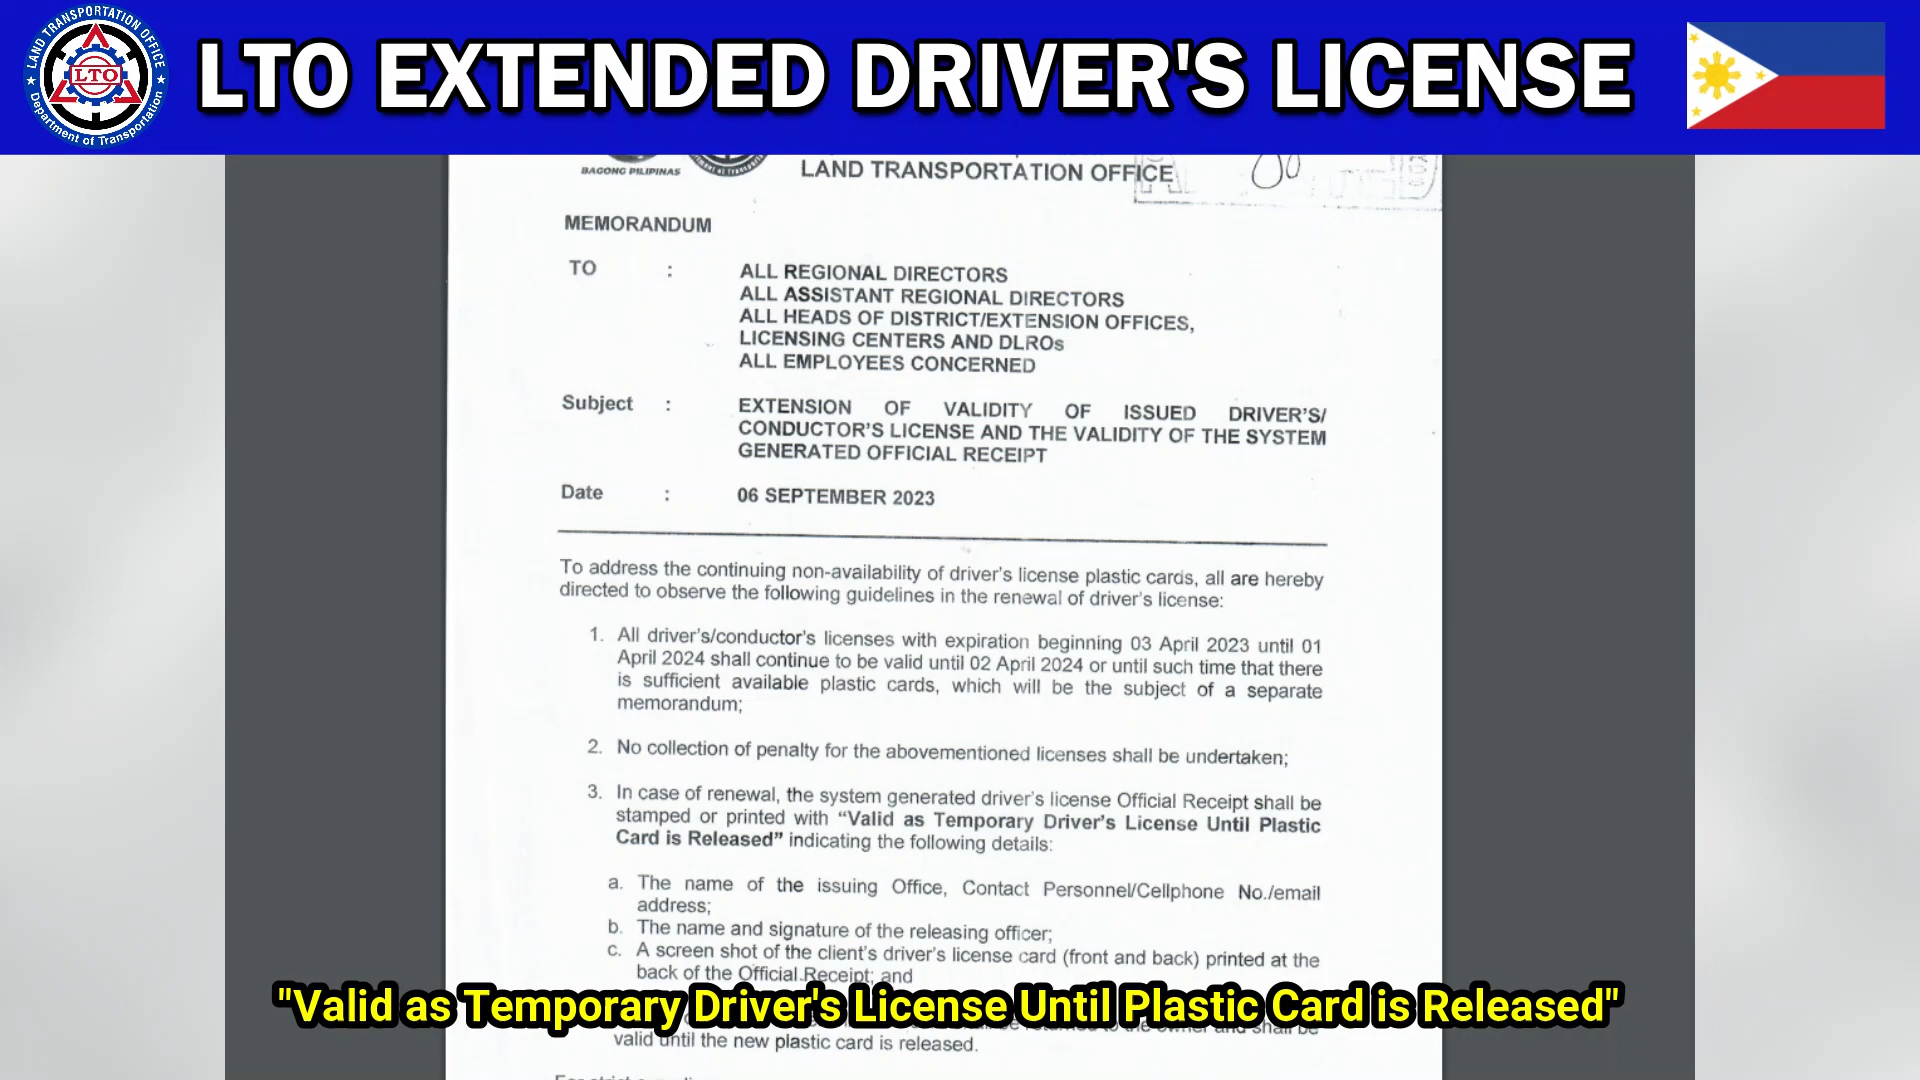 LAND TRANSPORTATION OFFICE
LTO
Department of Transportation
LTO EXTENDED DRIVER'S LICENSE
BAGONG PILIPINAS
LAND TRANSPORTATION OFFICE
MEMORANDUM
TO : ALL REGIONAL DIRECTORS
ALL ASSISTANT REGIONAL DIRECTORS
ALL HEADS OF DISTRICT/EXTENSION OFFICES,
LICENSING CENTERS AND DLROs
ALL EMPLOYEES CONCERNED
Subject : EXTENSION OF VALIDITY OF ISSUED DRIVER'S/
CONDUCTOR'S LICENSE AND THE VALIDITY OF THE SYSTEM
GENERATED OFFICIAL RECEIPT
Date : 06 SEPTEMBER 2023
To address the continuing non-availability of driver's license plastic cards, all are hereby
directed to observe the following guidelines in the renewal of driver's license:
1. All driver's/conductor's licenses with expiration beginning 03 April 2023 until 01
April 2024 shall continue to be valid until 02 April 2024 or until such time that there
is sufficient available plastic cards, which will be the subject of a separate
memorandum;
2. No collection of penalty for the abovementioned licenses shall be undertaken;
3. In case of renewal, the system generated driver's license Official Receipt shall be
stamped or printed with “Valid as Temporary Driver's License Until Plastic
Card is Released” indicating the following details:
a. The name of the issuing Office, Contact Personnel/Cellphone No./email
address;
b. The name and signature of the releasing officer;
c. A screen shot of the client's driver's license card (front and back) printed at the
back of the Official Receipt; and
"Valid as Temporary Driver's License Until Plastic Card is Released"
valid until the new plastic card is released.